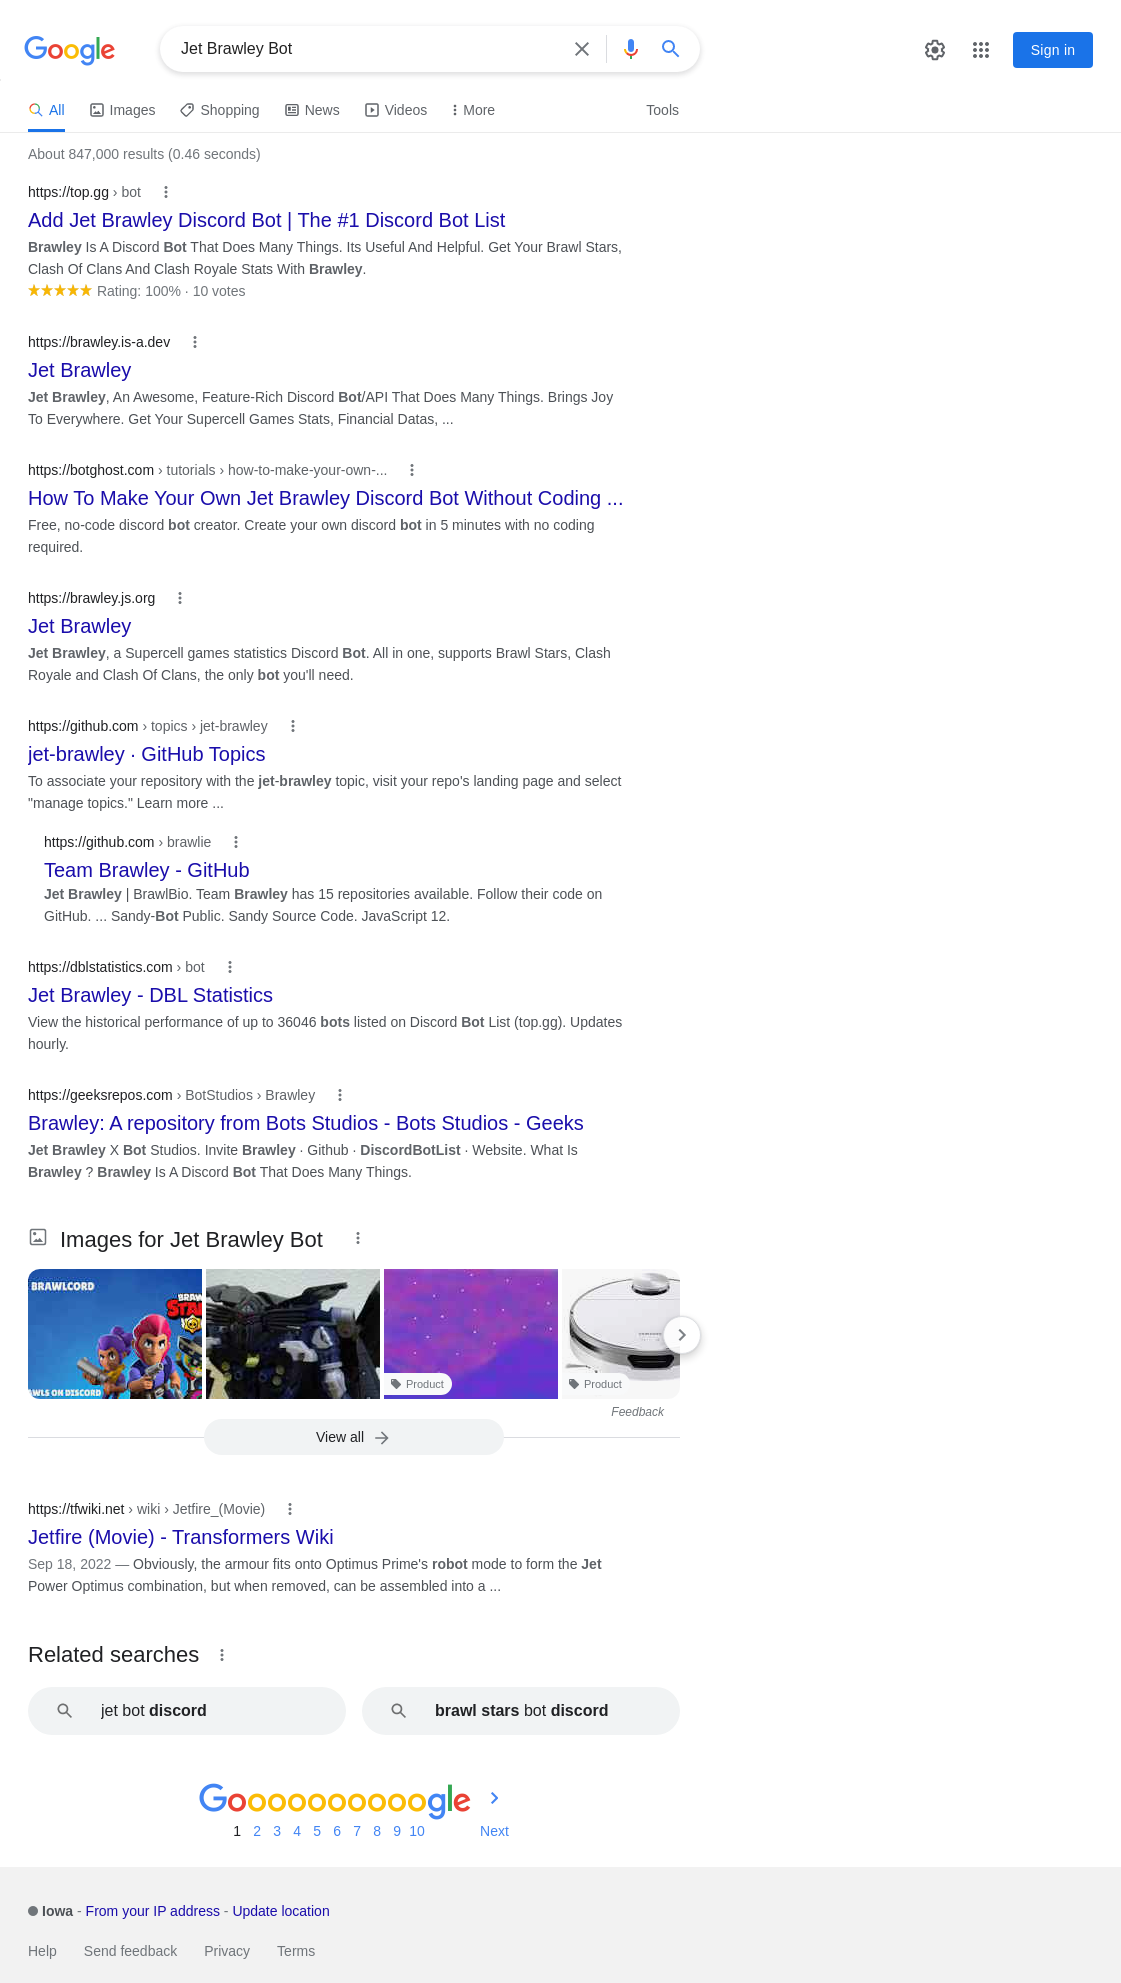 Google
Jet Brawley Bot
Sign in
All
Images
Shopping
News
Videos
More
Tools
About 847,000 results (0.46 seconds)
https://top.gg › bot
Add Jet Brawley Discord Bot | The #1 Discord Bot List
Brawley Is A Discord Bot That Does Many Things. Its Useful And Helpful. Get Your Brawl Stars,
Clash Of Clans And Clash Royale Stats With Brawley.
Rating: 100% · 10 votes
https://brawley.is-a.dev
Jet Brawley
Jet Brawley, An Awesome, Feature-Rich Discord Bot/API That Does Many Things. Brings Joy
To Everywhere. Get Your Supercell Games Stats, Financial Datas, ...
https://botghost.com › tutorials › how-to-make-your-own-...
How To Make Your Own Jet Brawley Discord Bot Without Coding ...
Free, no-code discord bot creator. Create your own discord bot in 5 minutes with no coding
required.
https://brawley.js.org
Jet Brawley
Jet Brawley, a Supercell games statistics Discord Bot. All in one, supports Brawl Stars, Clash
Royale and Clash Of Clans, the only bot you'll need.
https://github.com › topics › jet-brawley
jet-brawley · GitHub Topics
To associate your repository with the jet-brawley topic, visit your repo's landing page and select
"manage topics." Learn more ...
https://github.com › brawlie
Team Brawley - GitHub
Jet Brawley | BrawlBio. Team Brawley has 15 repositories available. Follow their code on
GitHub. ... Sandy-Bot Public. Sandy Source Code. JavaScript 12.
https://dblstatistics.com › bot
Jet Brawley - DBL Statistics
View the historical performance of up to 36046 bots listed on Discord Bot List (top.gg). Updates
hourly.
https://geeksrepos.com › BotStudios › Brawley
Brawley: A repository from Bots Studios - Bots Studios - Geeks
Jet Brawley X Bot Studios. Invite Brawley · Github · DiscordBotList · Website. What Is
Brawley ? Brawley Is A Discord Bot That Does Many Things.
Images for Jet Brawley Bot
BRAWLCORD
BRAW
STA
AWLS ON DISCORD
Product
SAMSUNG
Product
Feedback
View all
https://tfwiki.net › wiki › Jetfire_(Movie)
Jetfire (Movie) - Transformers Wiki
Sep 18, 2022 — Obviously, the armour fits onto Optimus Prime's robot mode to form the Jet
Power Optimus combination, but when removed, can be assembled into a ...
Related searches
jet bot discord
brawl stars bot discord
Goooooooooogle
1 2 3 4 5 6 7 8 9 10 Next
Iowa - From your IP address - Update location
Help Send feedback Privacy Terms